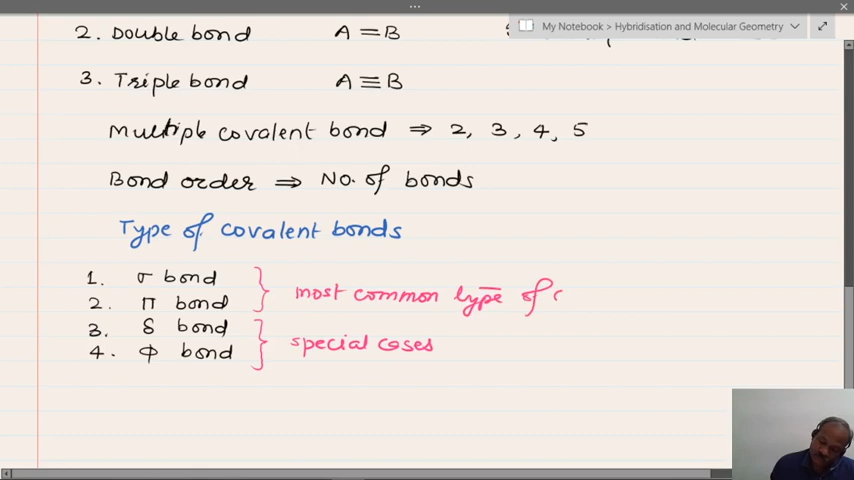 2. Double bond A = B
My Notebook > Hybridisation and Molecular Geometry
3. Triple bond A ≡ B
Multiple covalent bond ⇒ 2, 3, 4, 5
Bond order ⇒ No. of bonds
Type of covalent bonds
1. σ bond
2. π bond
most common type of
3. δ bond
4. ϕ bond
special cases